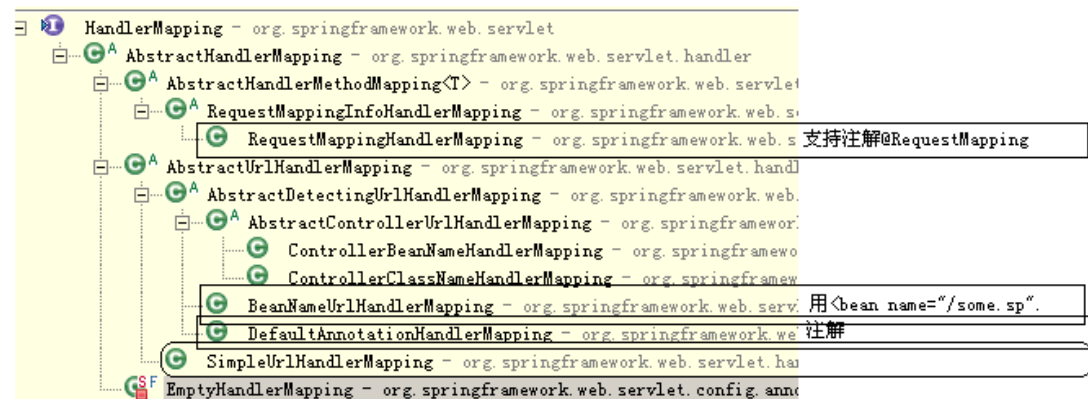 HandlerMapping - org.springframework.web.servlet
AbstractHandlerMapping - org.springframework.web.servlet.handler
AbstractHandlerMethodMapping<T> - org.springframework.web.servlet
RequestMappingInfoHandlerMapping - org.springframework.web.s
RequestMappingHandlerMapping - org.springframework.web.s 支持注解@RequestMapping
AbstractUrlHandlerMapping - org.springframework.web.servlet.handl
AbstractDetectingUrlHandlerMapping - org.springframework.web.
AbstractControllerUrlHandlerMapping - org.springframewor
ControllerBeanNameHandlerMapping - org.springframewo
ControllerClassNameHandlerMapping - org.springframew
BeanNameUrlHandlerMapping - org.springframework.web.servi 用<bean name="/some.sp".
DefaultAnnotationHandlerMapping - org.springframework.we 注解
SimpleUrlHandlerMapping - org.springframework.web.servlet.han
EmptyHandlerMapping - org.springframework.web.servlet.config.anno